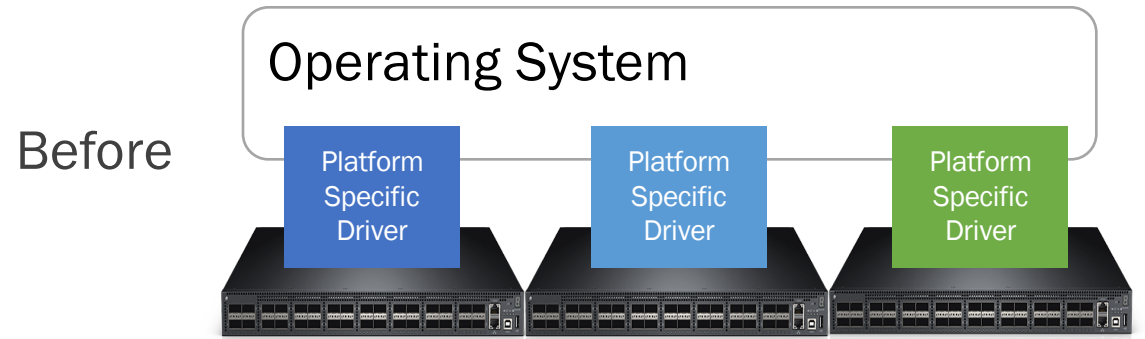 Operating System
Before
Platform
Specific
Driver
Platform
Specific
Driver
Platform
Specific
Driver